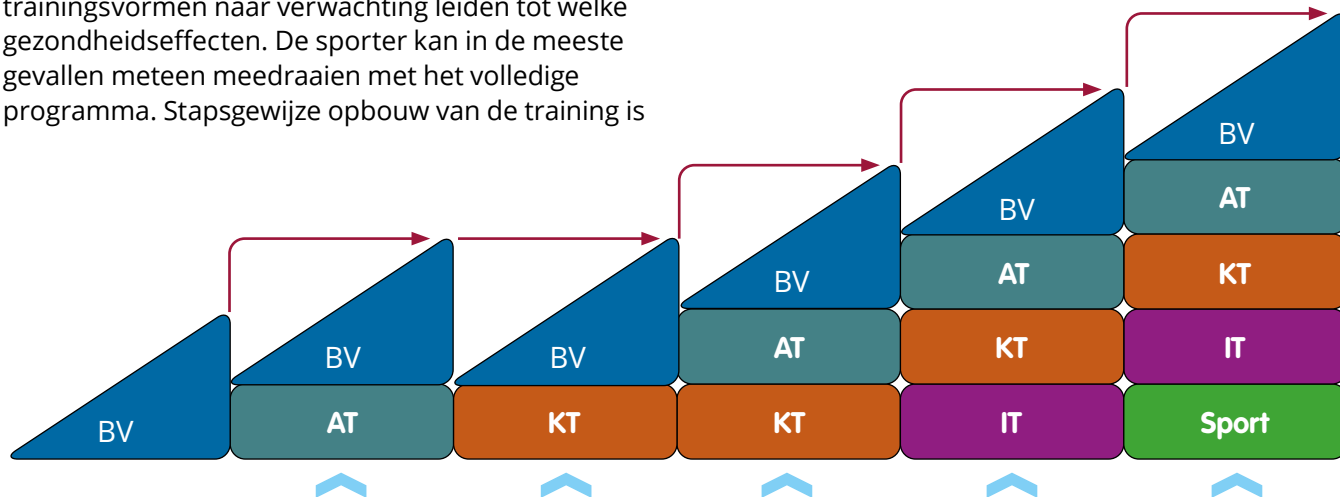 trainingsvormen naar verwachting leiden tot welke
gezondheidseffecten. De sporter kan in de meeste
gevallen meteen meedraaien met het volledige
programma. Stapsgewijze opbouw van de training is
BV
BV
AT
BV
KT
BV
AT
KT
BV
AT
KT
IT
BV
AT
KT
IT
Sport